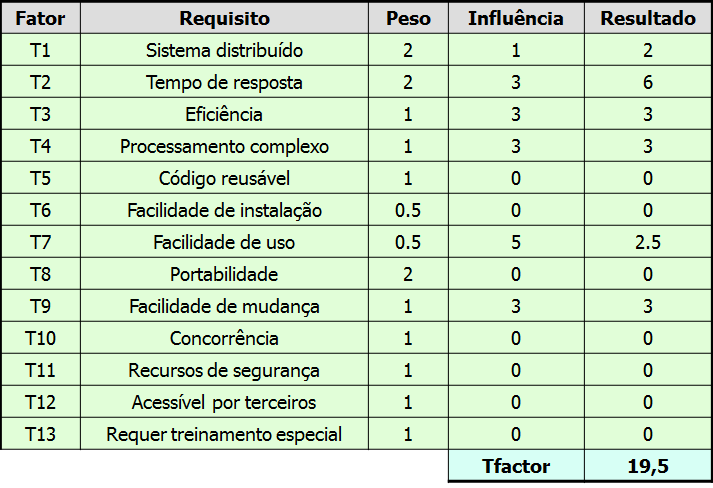 Fator Requisito Peso Influência Resultado
T1 Sistema distribuído 2 1 2
T2 Tempo de resposta 2 3 6
T3 Eficiência 1 3 3
T4 Processamento complexo 1 3 3
T5 Código reusável 1 0 0
T6 Facilidade de instalação 0.5 0 0
T7 Facilidade de uso 0.5 5 2.5
T8 Portabilidade 2 0 0
T9 Facilidade de mudança 1 3 3
T10 Concorrência 1 0 0
T11 Recursos de segurança 1 0 0
T12 Acessível por terceiros 1 0 0
T13 Requer treinamento especial 1 0 0
Tfactor 19,5